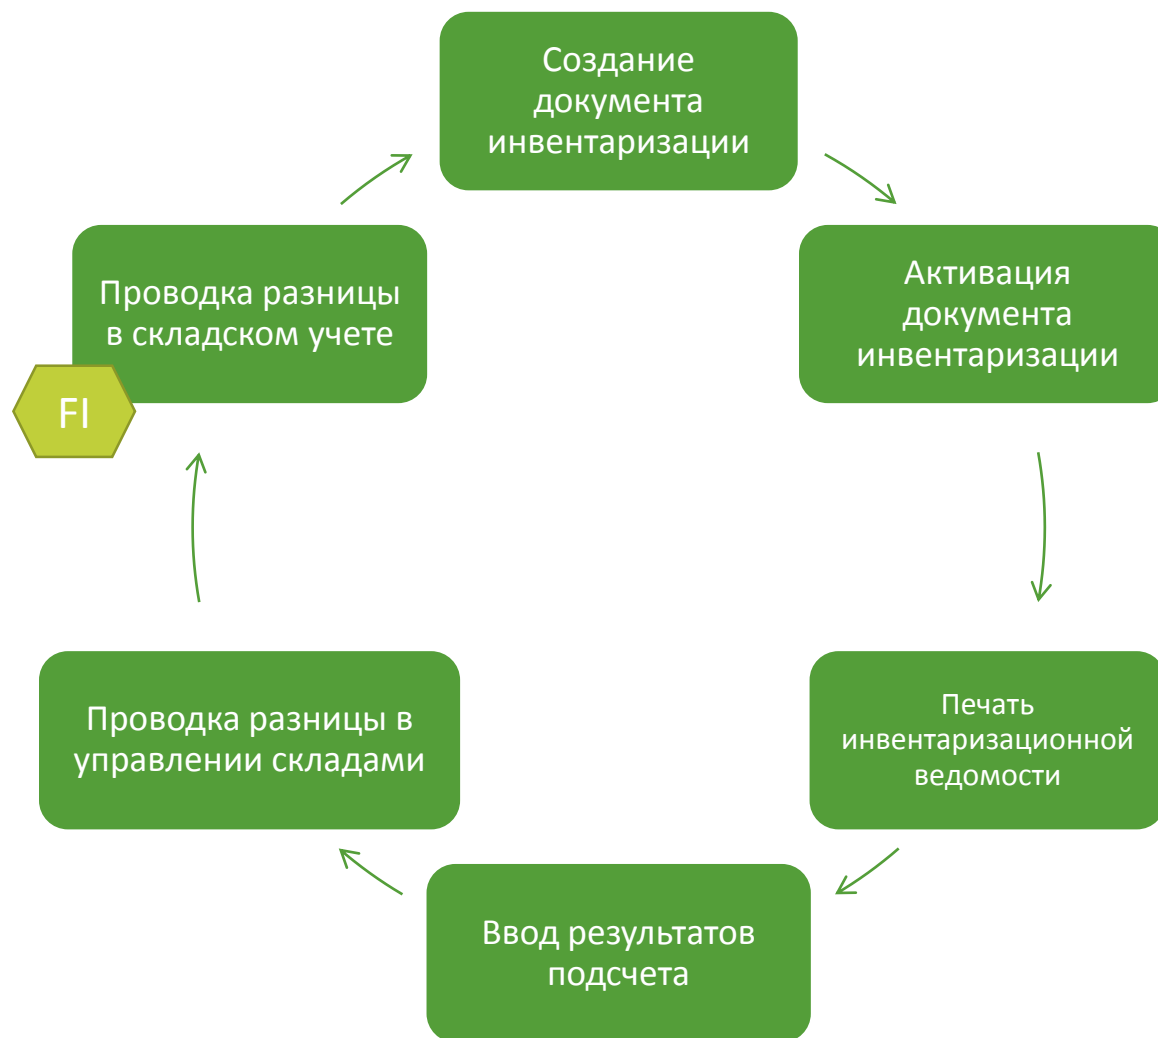 Создание
документа
инвентаризации
Активация
документа
инвентаризации
Печать
инвентаризационной
ведомости
Ввод результатов
подсчета
Проводка разницы в
управлении складами
Проводка разницы
в складском учете
FI